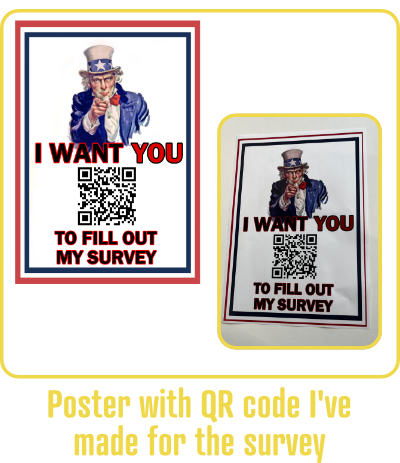 I WANT YOU
TO FILL OUT
MY SURVEY
I WANT YOU
TO FILL OUT
MY SURVEY
Poster with QR code I've
made for the survey